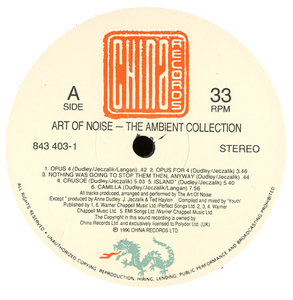 China
RECORDS
A
SIDE
33
RPM
ART OF NOISE — THE AMBIENT COLLECTION
843 403-1
STEREO
1. OPUS 4 (Dudley/Jeczalik/Langan) 2. OPUS FOR 4 (Dudley/Jeczalik) 3.46
3. NOTHING WAS GOING TO STOP THEM THEN, ANYWAY (Dudley/Jeczalik)
4. CRUSOE (Dudley/Jeczalik) 5.03 5. ISLAND* (Dudley/Jeczalik)
6. CAMILLA (Dudley/Jeczalik/Langan) 7.56
All tracks produced, arranged and performed by The Art Of Noise
Except * produced by Anne Dudley, J. Jeczalik & Ted Hayton Compiled and mixed by 'Youth'
Published by 1, 6. Warner Chappell Music Ltd./Perfect Songs Ltd. 2, 3, 4. Warner
Chappell Music Ltd. 5. EMI Songs Ltd./Warner Chappell Music Ltd.
The Copyright in this sound recording is owned by
China Records Ltd. and exclusively licensed to Polydor Ltd. (UK)
℗ 1990 CHINA RECORDS LTD.
ALL RIGHTS RESERVED. UNAUTHORIZED COPYING, REPRODUCTION, HIRING, LENDING, PUBLIC PERFORMANCE AND BROADCASTING PROHIBITED.